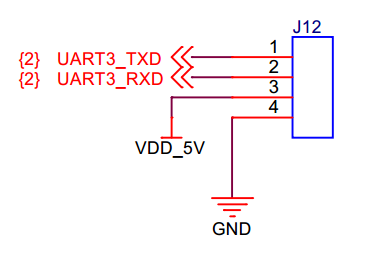 J12
{2} UART3_TXD 1
{2} UART3_RXD 2
3
4
VDD_5V
GND